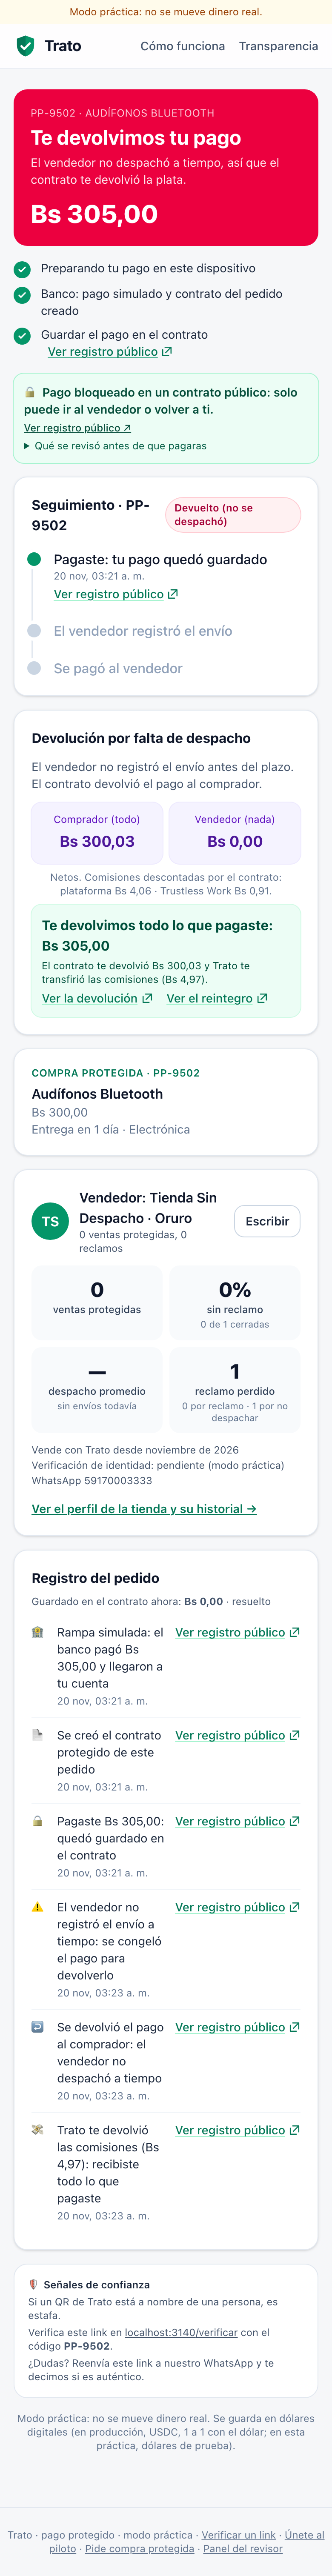 Modo práctica: no se mueve dinero real.
Trato
Cómo funciona Transparencia
PP-9502 · AUDÍFONOS BLUETOOTH
Te devolvimos tu pago
El vendedor no despachó a tiempo, así que el
contrato te devolvió la plata.
Bs 305,00
Preparando tu pago en este dispositivo
Banco: pago simulado y contrato del pedido
creado
Guardar el pago en el contrato
Ver registro público
Pago bloqueado en un contrato público: solo
puede ir al vendedor o volver a ti.
Ver registro público ↗
▶ Qué se revisó antes de que pagaras
Seguimiento · PP-
9502
Devuelto (no se
despachó)
Pagaste: tu pago quedó guardado
20 nov, 03:21 a. m.
Ver registro público
El vendedor registró el envío
Se pagó al vendedor
Devolución por falta de despacho
El vendedor no registró el envío antes del plazo.
El contrato devolvió el pago al comprador.
Comprador (todo)
Bs 300,03
Vendedor (nada)
Bs 0,00
Netos. Comisiones descontadas por el contrato:
plataforma Bs 4,06 · Trustless Work Bs 0,91.
Te devolvimos todo lo que pagaste:
Bs 305,00
El contrato te devolvió Bs 300,03 y Trato te
transfirió las comisiones (Bs 4,97).
Ver la devolución Ver el reintegro
COMPRA PROTEGIDA · PP-9502
Audífonos Bluetooth
Bs 300,00
Entrega en 1 día · Electrónica
TS
Vendedor: Tienda Sin
Despacho · Oruro
0 ventas protegidas, 0
reclamos
Escribir
0
ventas protegidas
0%
sin reclamo
0 de 1 cerradas
—
despacho promedio
sin envíos todavía
1
reclamo perdido
0 por reclamo · 1 por no
despachar
Vende con Trato desde noviembre de 2026
Verificación de identidad: pendiente (modo práctica)
WhatsApp 59170003333
Ver el perfil de la tienda y su historial →
Registro del pedido
Guardado en el contrato ahora: Bs 0,00 · resuelto
Rampa simulada: el
banco pagó Bs
305,00 y llegaron a
tu cuenta
20 nov, 03:21 a. m.
Ver registro público
Se creó el contrato
protegido de este
pedido
20 nov, 03:21 a. m.
Ver registro público
Pagaste Bs 305,00:
quedó guardado en
el contrato
20 nov, 03:21 a. m.
Ver registro público
El vendedor no
registró el envío a
tiempo: se congeló
el pago para
devolverlo
20 nov, 03:23 a. m.
Ver registro público
Se devolvió el pago
al comprador: el
vendedor no
despachó a tiempo
20 nov, 03:23 a. m.
Ver registro público
Trato te devolvió
las comisiones (Bs
4,97): recibiste
todo lo que
pagaste
20 nov, 03:23 a. m.
Ver registro público
Señales de confianza
Si un QR de Trato está a nombre de una persona, es
estafa.
Verifica este link en localhost:3140/verificar con el
código PP-9502.
¿Dudas? Reenvía este link a nuestro WhatsApp y te
decimos si es auténtico.
Modo práctica: no se mueve dinero real. Se guarda en dólares
digitales (en producción, USDC, 1 a 1 con el dólar; en esta
práctica, dólares de prueba).
Trato · pago protegido · modo práctica · Verificar un link · Únete al
piloto · Pide compra protegida · Panel del revisor